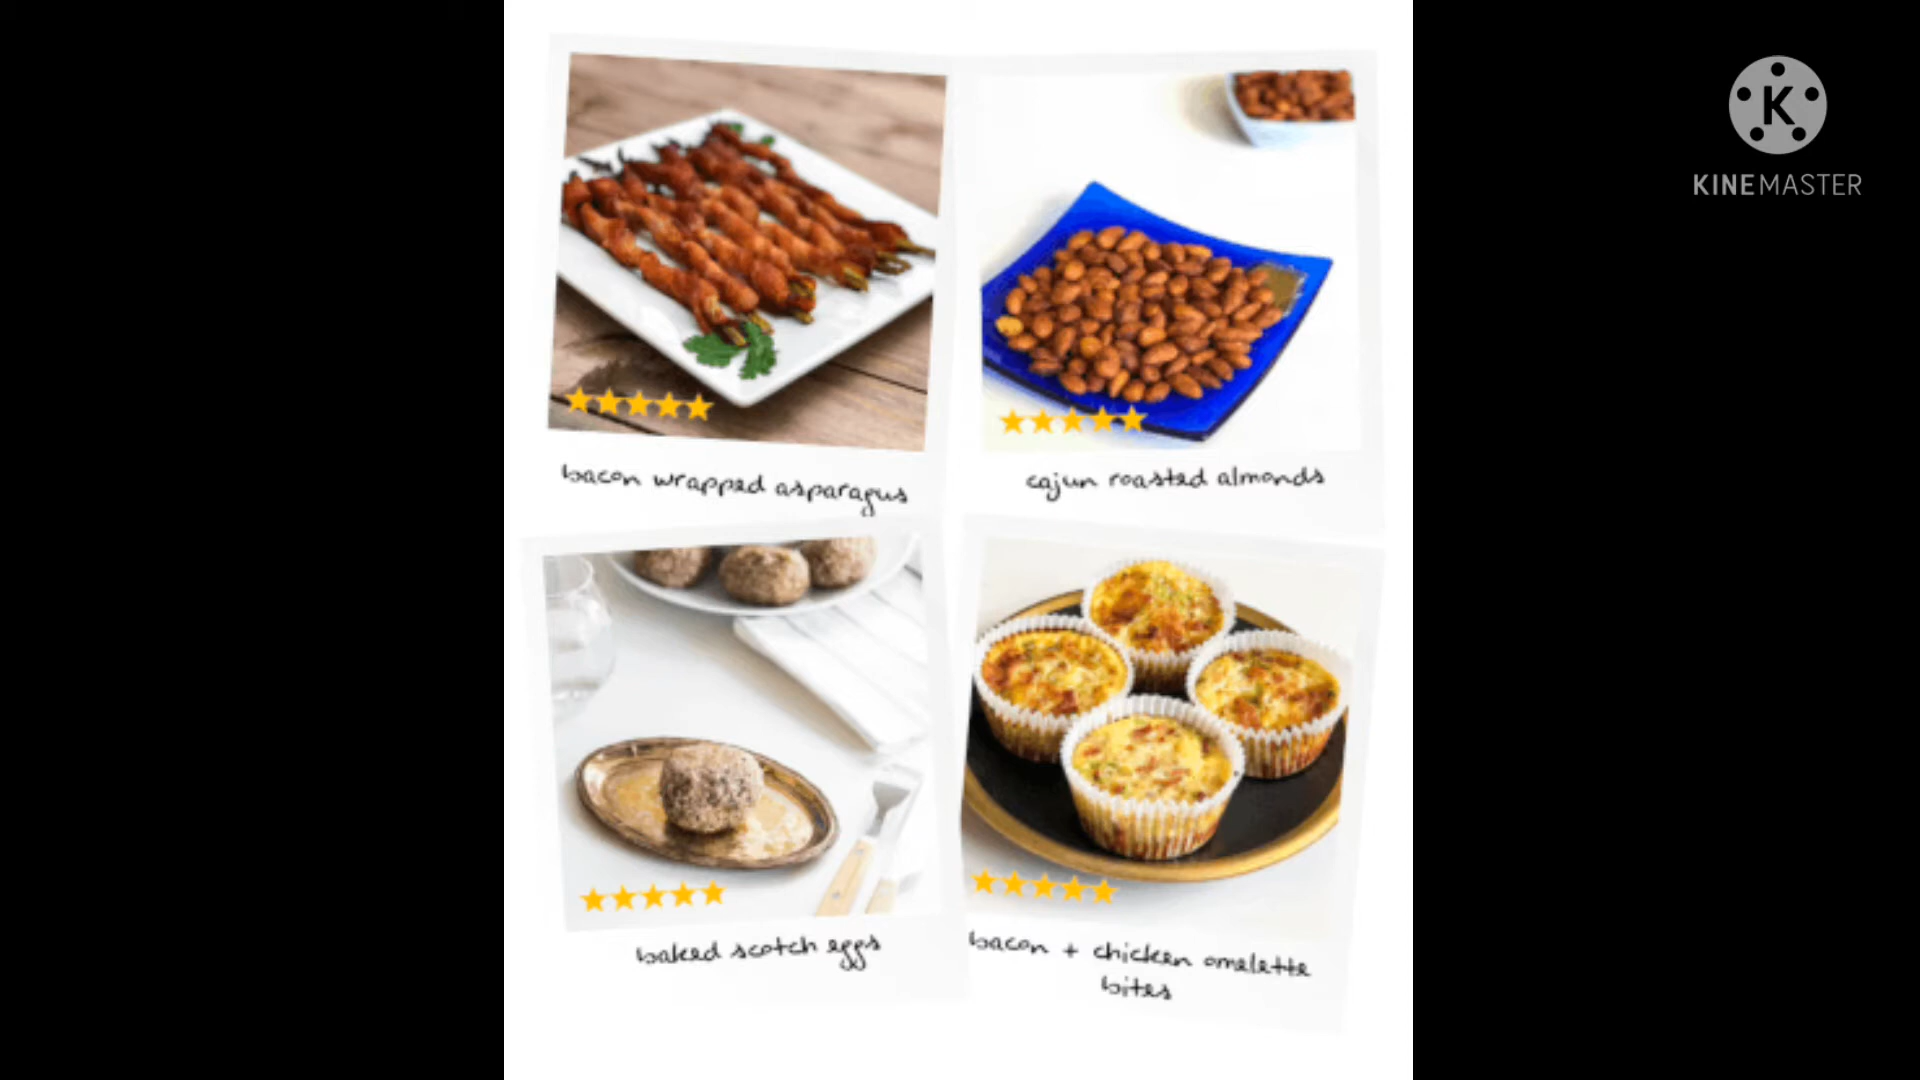 KINEMASTER
bacon wrapped asparagus
cajun roasted almonds
baked scotch eggs
bacon + chicken omelette
bites